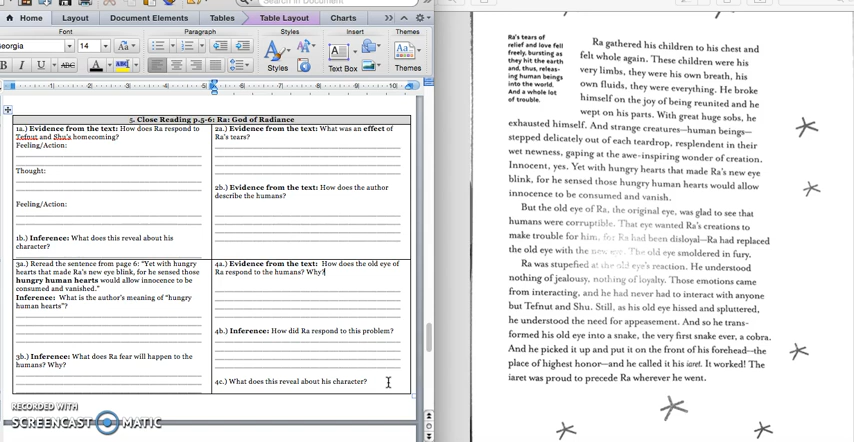 Search in Document
Home Layout Document Elements Tables Table Layout Charts
Font Paragraph Styles Insert Themes
eorgia 14 Aa
B I U ABC A ABC
Styles Text Box Shape Picture Themes
5. Close Reading p.5-6: Ra: God of Radiance
1a.) Evidence from the text: How does Ra respond to
Tefnut and Shu's homecoming?
Feeling/Action:
Thought:
Feeling/Action:
1b.) Inference: What does this reveal about his
character?
2a.) Evidence from the text: What was an effect of
Ra's tears?
2b.) Evidence from the text: How does the author
describe the humans?
3a.) Reread the sentence from page 6: "Yet with hungry
hearts that made Ra's new eye blink, for he sensed those
hungry human hearts would allow innocence to be
consumed and vanished."
Inference: What is the author's meaning of "hungry
human hearts"?
3b.) Inference: What does Ra fear will happen to the
humans? Why?
4a.) Evidence from the text: How does the old eye of
Ra respond to the humans? Why?
4b.) Inference: How did Ra respond to this problem?
4c.) What does this reveal about his character?
RECORDED WITH
SCREENCAST MATIC
Ra's tears of
relief and love fell
freely, bursting as
they hit the earth
and, thus, releas-
ing human beings
into the world.
And a whole lot
of trouble.
Ra gathered his children to his chest and
felt whole again. These children were his
very limbs, they were his own breath, his
own fluids, they were everything. He broke
himself on the joy of being reunited and he
wept on his parts. With great huge sobs, he
exhausted himself. And strange creatures—human beings—
stepped delicately out of each teardrop, resplendent in their
wet newness, gaping at the awe-inspiring wonder of creation.
Innocent, yes. Yet with hungry hearts that made Ra's new eye
blink, for he sensed those hungry human hearts would allow
innocence to be consumed and vanish.
But the old eye of Ra, the original eye, was glad to see that
humans were corruptible. That eye wanted Ra's creations to
make trouble for him, for Ra had been disloyal—Ra had replaced
the old eye with the new eye. The old eye smoldered in fury.
Ra was stupefied at the old eye's reaction. He understood
nothing of jealousy, nothing of loyalty. Those emotions came
from interacting, and he had never had to interact with anyone
but Tefnut and Shu. Still, as his old eye hissed and spluttered,
he understood the need for appeasement. And so he trans-
formed his old eye into a snake, the very first snake ever, a cobra.
And he picked it up and put it on the front of his forehead—the
place of highest honor—and he called it his iaret. It worked! The
iaret was proud to precede Ra wherever he went.